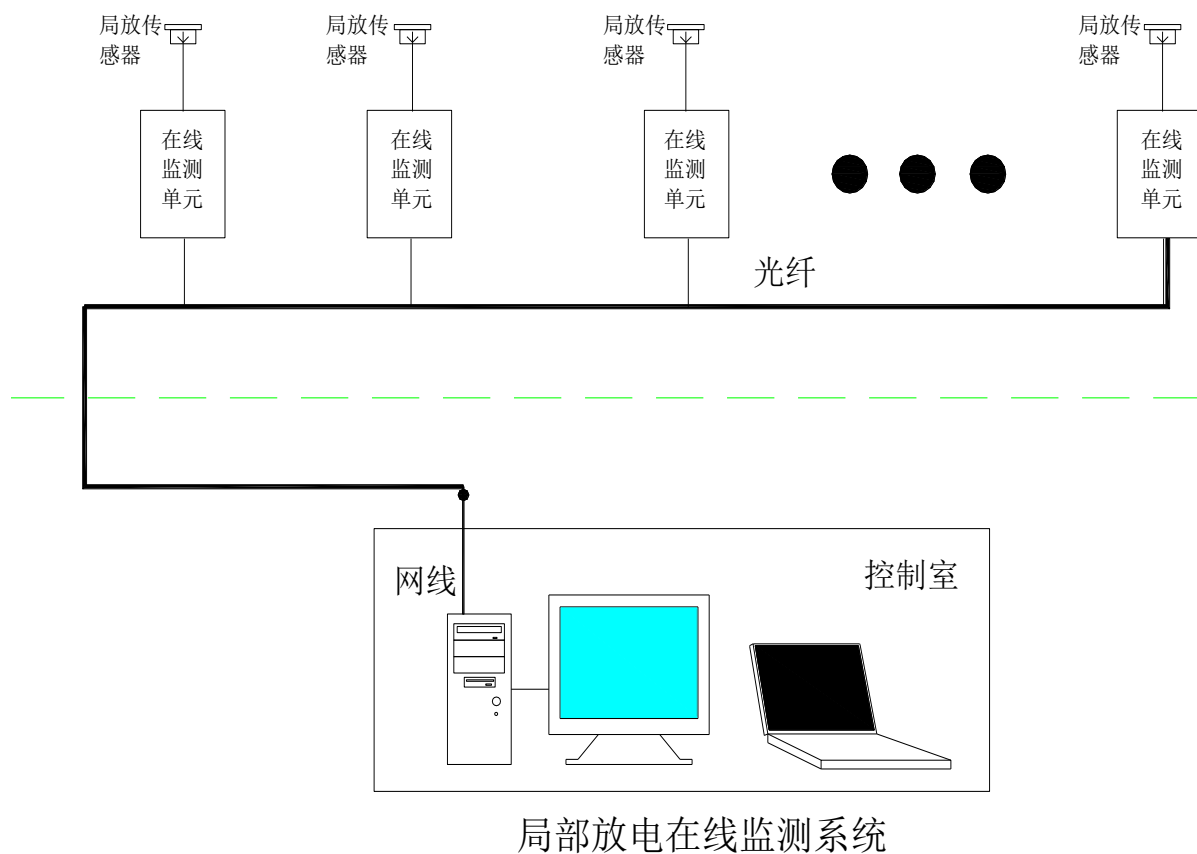 局放传
感器
局放传
感器
局放传
感器
局放传
感器
在线
监测
单元
在线
监测
单元
在线
监测
单元
在线
监测
单元
光纤
网线
控制室
局部放电在线监测系统